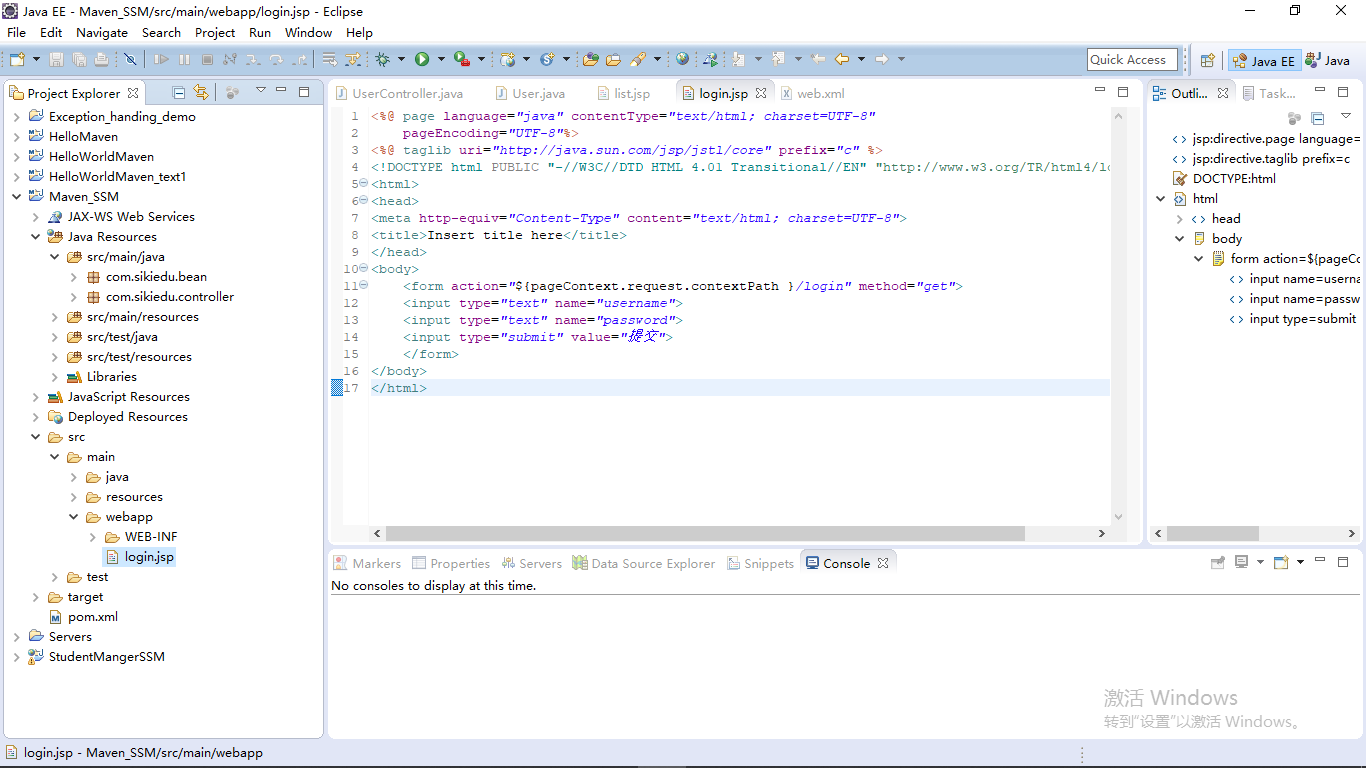 Java EE - Maven_SSM/src/main/webapp/login.jsp - Eclipse
File Edit Navigate Search Project Run Window Help
Quick Access
Java EE
Java
Project Explorer
Exception_handing_demo
HelloMaven
HelloWorldMaven
HelloWorldMaven_text1
Maven_SSM
JAX-WS Web Services
Java Resources
src/main/java
com.sikiedu.bean
com.sikiedu.controller
src/main/resources
src/test/java
src/test/resources
Libraries
JavaScript Resources
Deployed Resources
src
main
java
resources
webapp
WEB-INF
login.jsp
test
target
pom.xml
Servers
StudentMangerSSM
UserController.java User.java list.jsp login.jsp web.xml
1 <%@ page language="java" contentType="text/html; charset=UTF-8"
2 pageEncoding="UTF-8"%>
3 <%@ taglib uri="http://java.sun.com/jsp/jstl/core" prefix="c" %>
4 <!DOCTYPE html PUBLIC "-//W3C//DTD HTML 4.01 Transitional//EN" "http://www.w3.org/TR/html4/lo
5 <html>
6 <head>
7 <meta http-equiv="Content-Type" content="text/html; charset=UTF-8">
8 <title>Insert title here</title>
9 </head>
10 <body>
11 <form action="${pageContext.request.contextPath }/login" method="get">
12 <input type="text" name="username">
13 <input type="text" name="password">
14 <input type="submit" value="提交">
15 </form>
16 </body>
17 </html>
Outli... Task...
jsp:directive.page language=
jsp:directive.taglib prefix=c
DOCTYPE:html
html
head
body
form action=${pageCo
input name=userna
input name=passw
input type=submit
Markers Properties Servers Data Source Explorer Snippets Console
No consoles to display at this time.
激活 Windows
转到"设置"以激活 Windows。
login.jsp - Maven_SSM/src/main/webapp